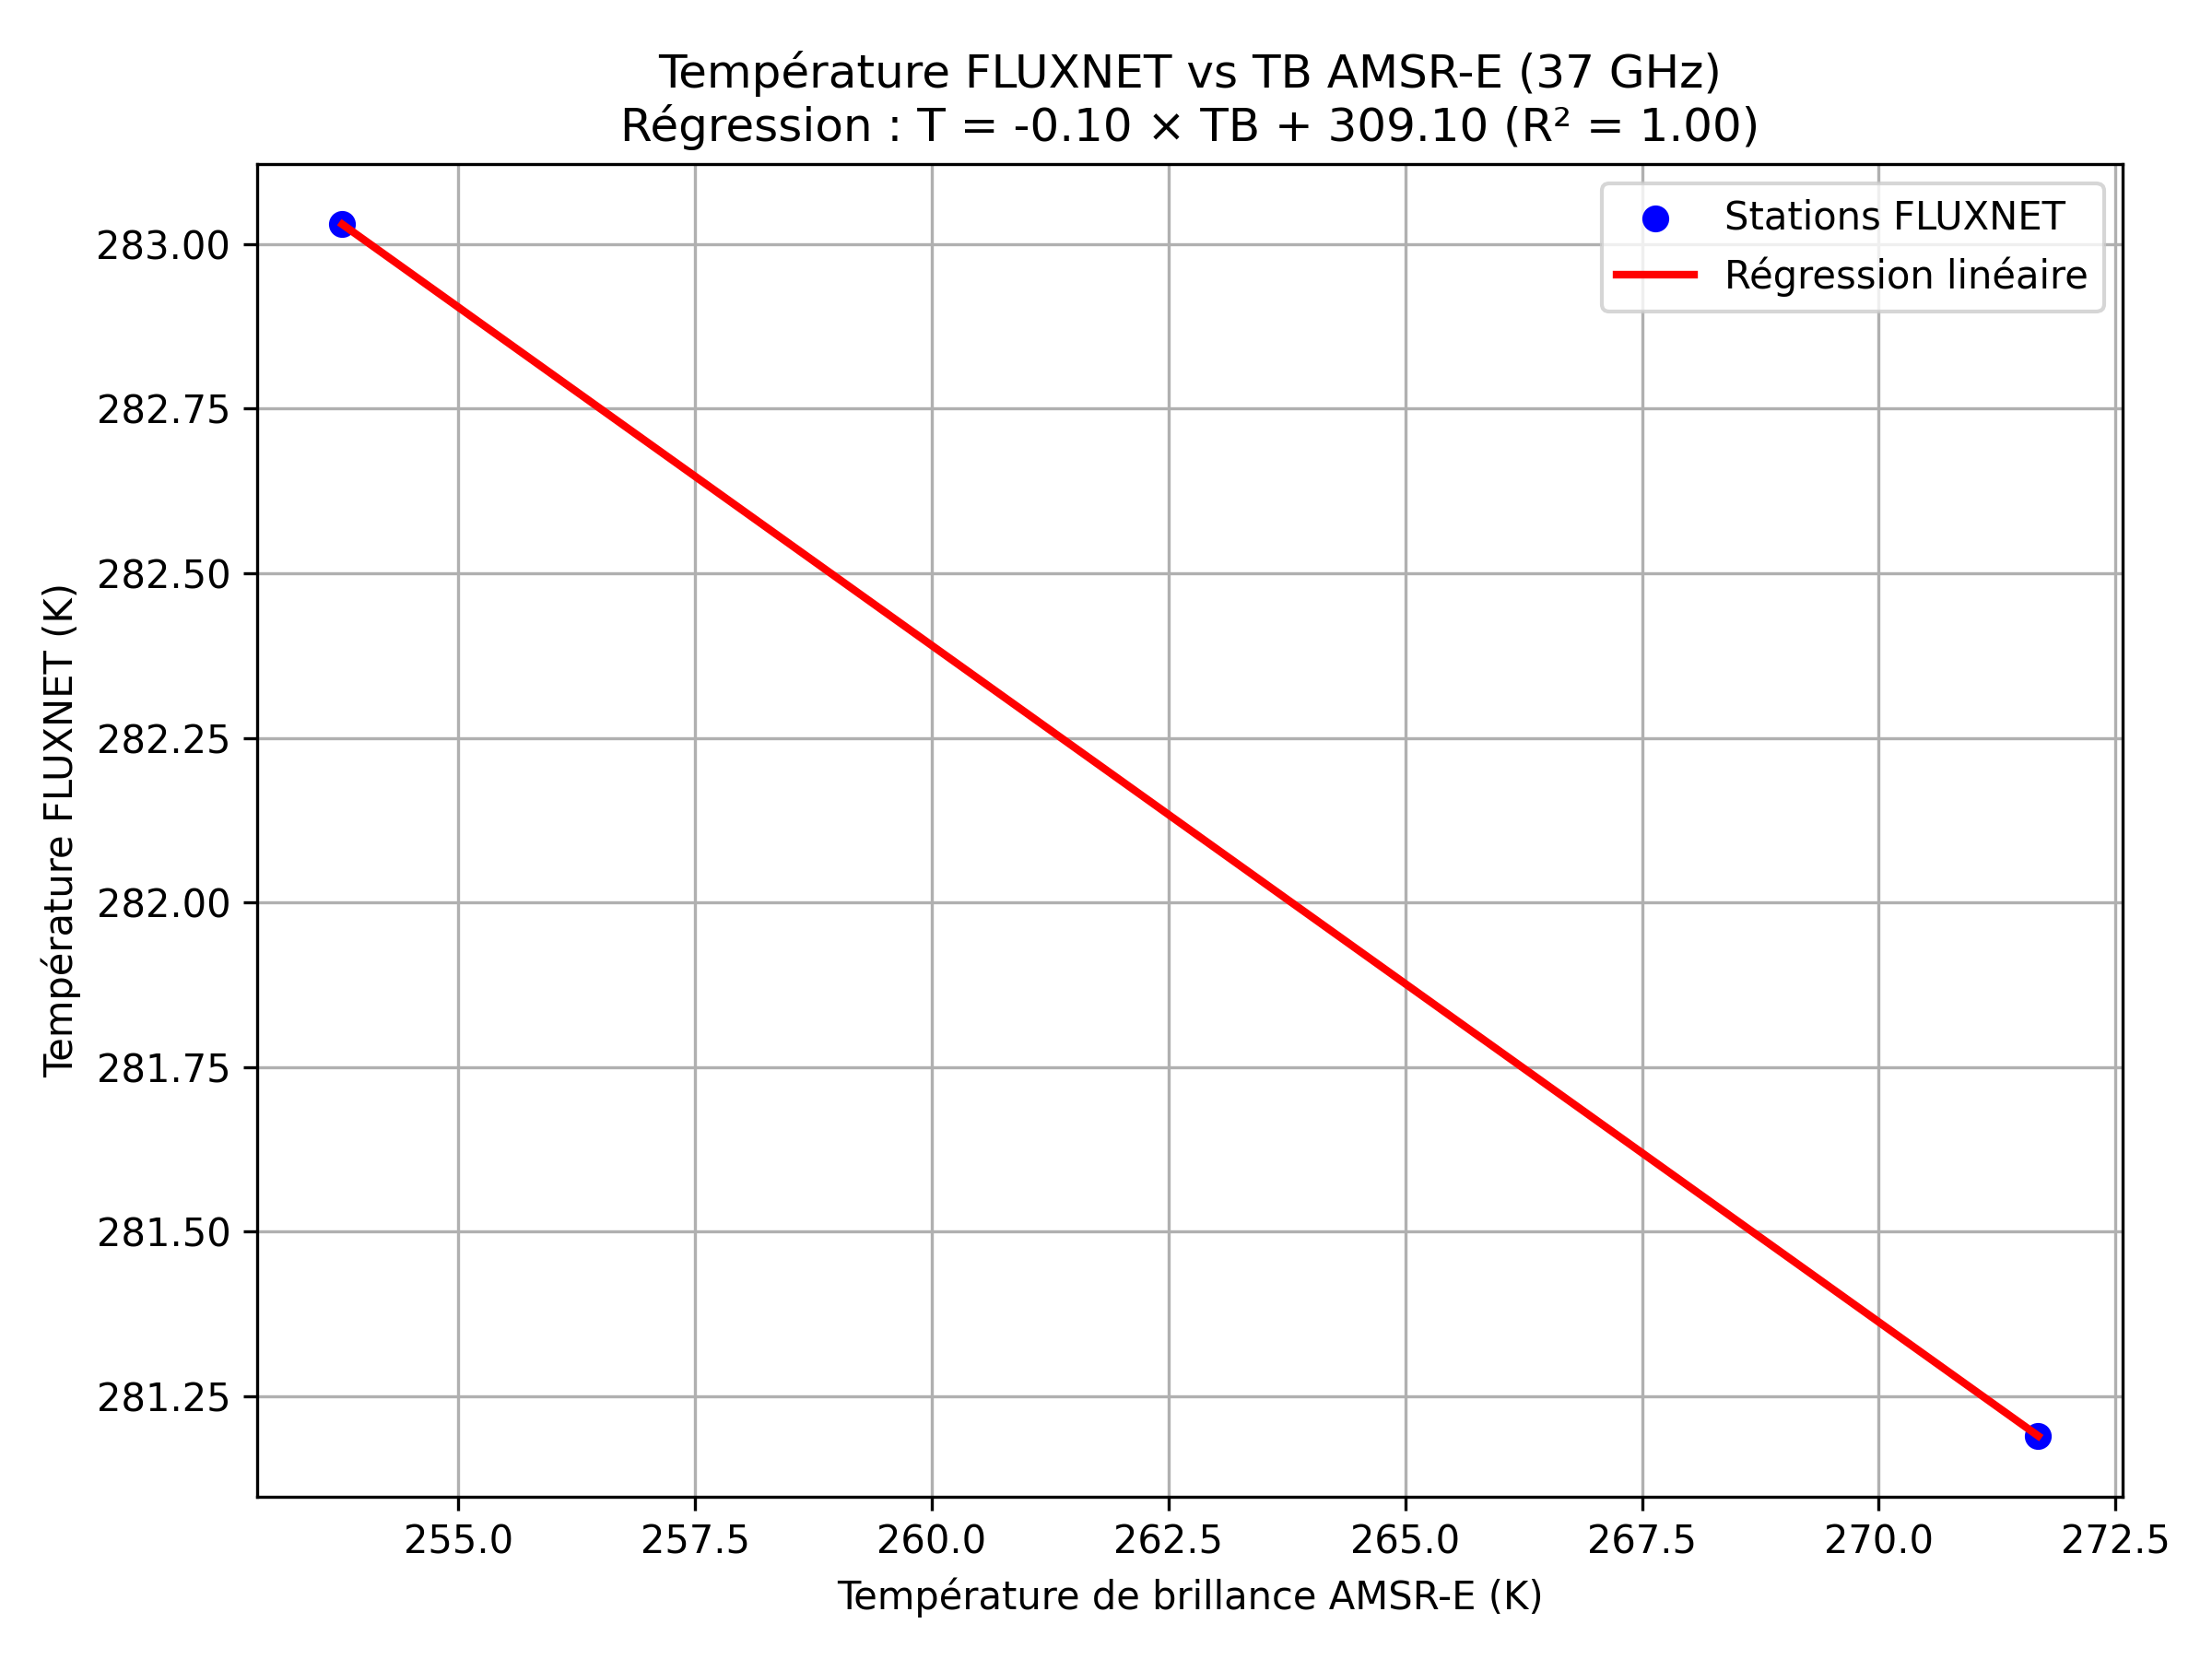 Température FLUXNET vs TB AMSR-E (37 GHz)
Régression : T = -0.10 × TB + 309.10 (R² = 1.00)
Stations FLUXNET
Régression linéaire
Température FLUXNET (K)
283.00
282.75
282.50
282.25
282.00
281.75
281.50
281.25
255.0 257.5 260.0 262.5 265.0 267.5 270.0 272.5
Température de brillance AMSR-E (K)